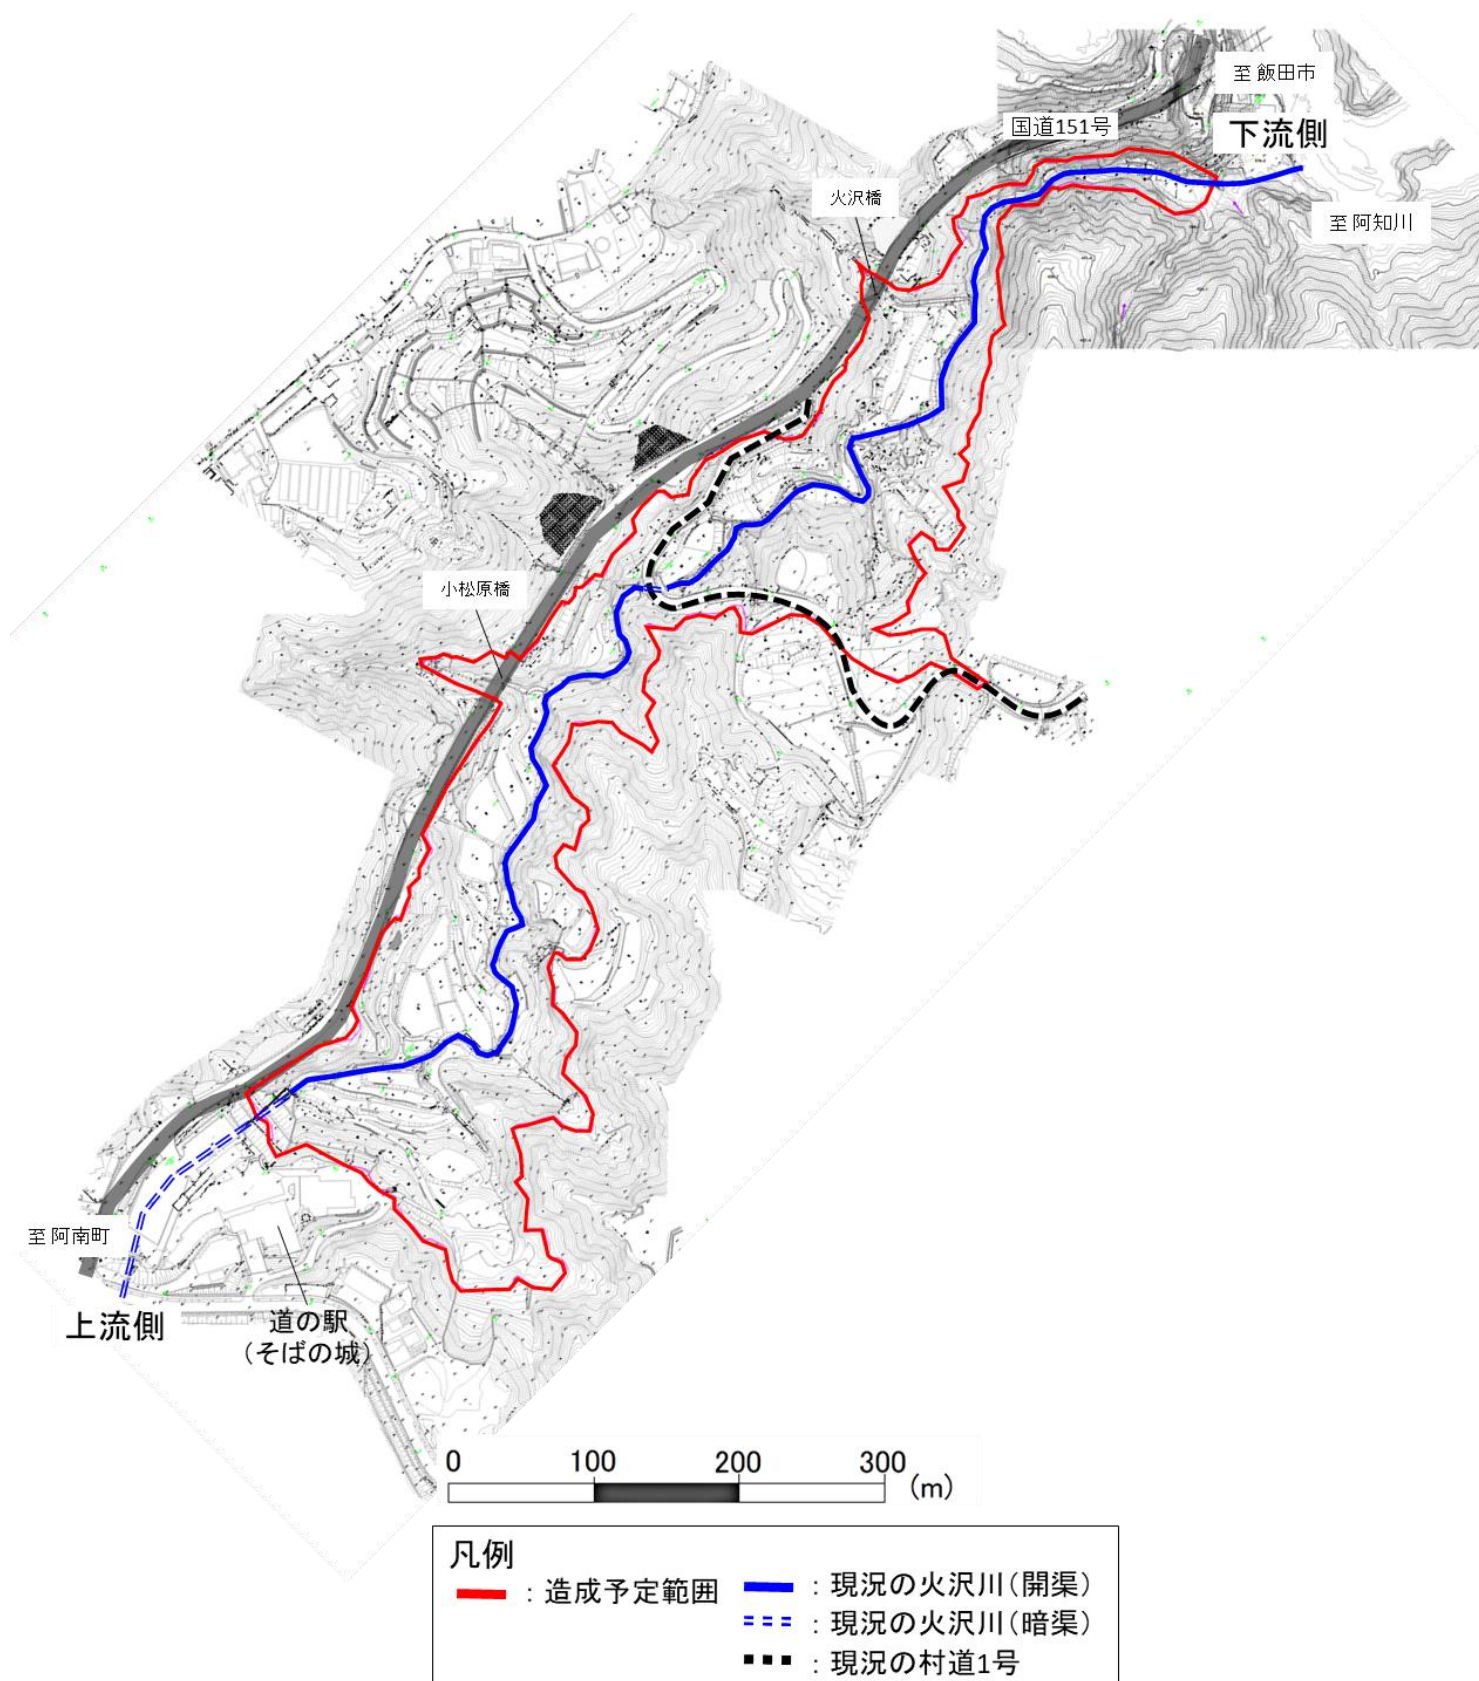 至 飯田市
国道151号
下流側
火沢橋
至 阿知川
小松原橋
至 阿南町
上流側
道の駅
（そばの城）
0 100 200 300
(m)
凡例
：造成予定範囲
：現況の火沢川（開渠）
：現況の火沢川（暗渠）
：現況の村道1号